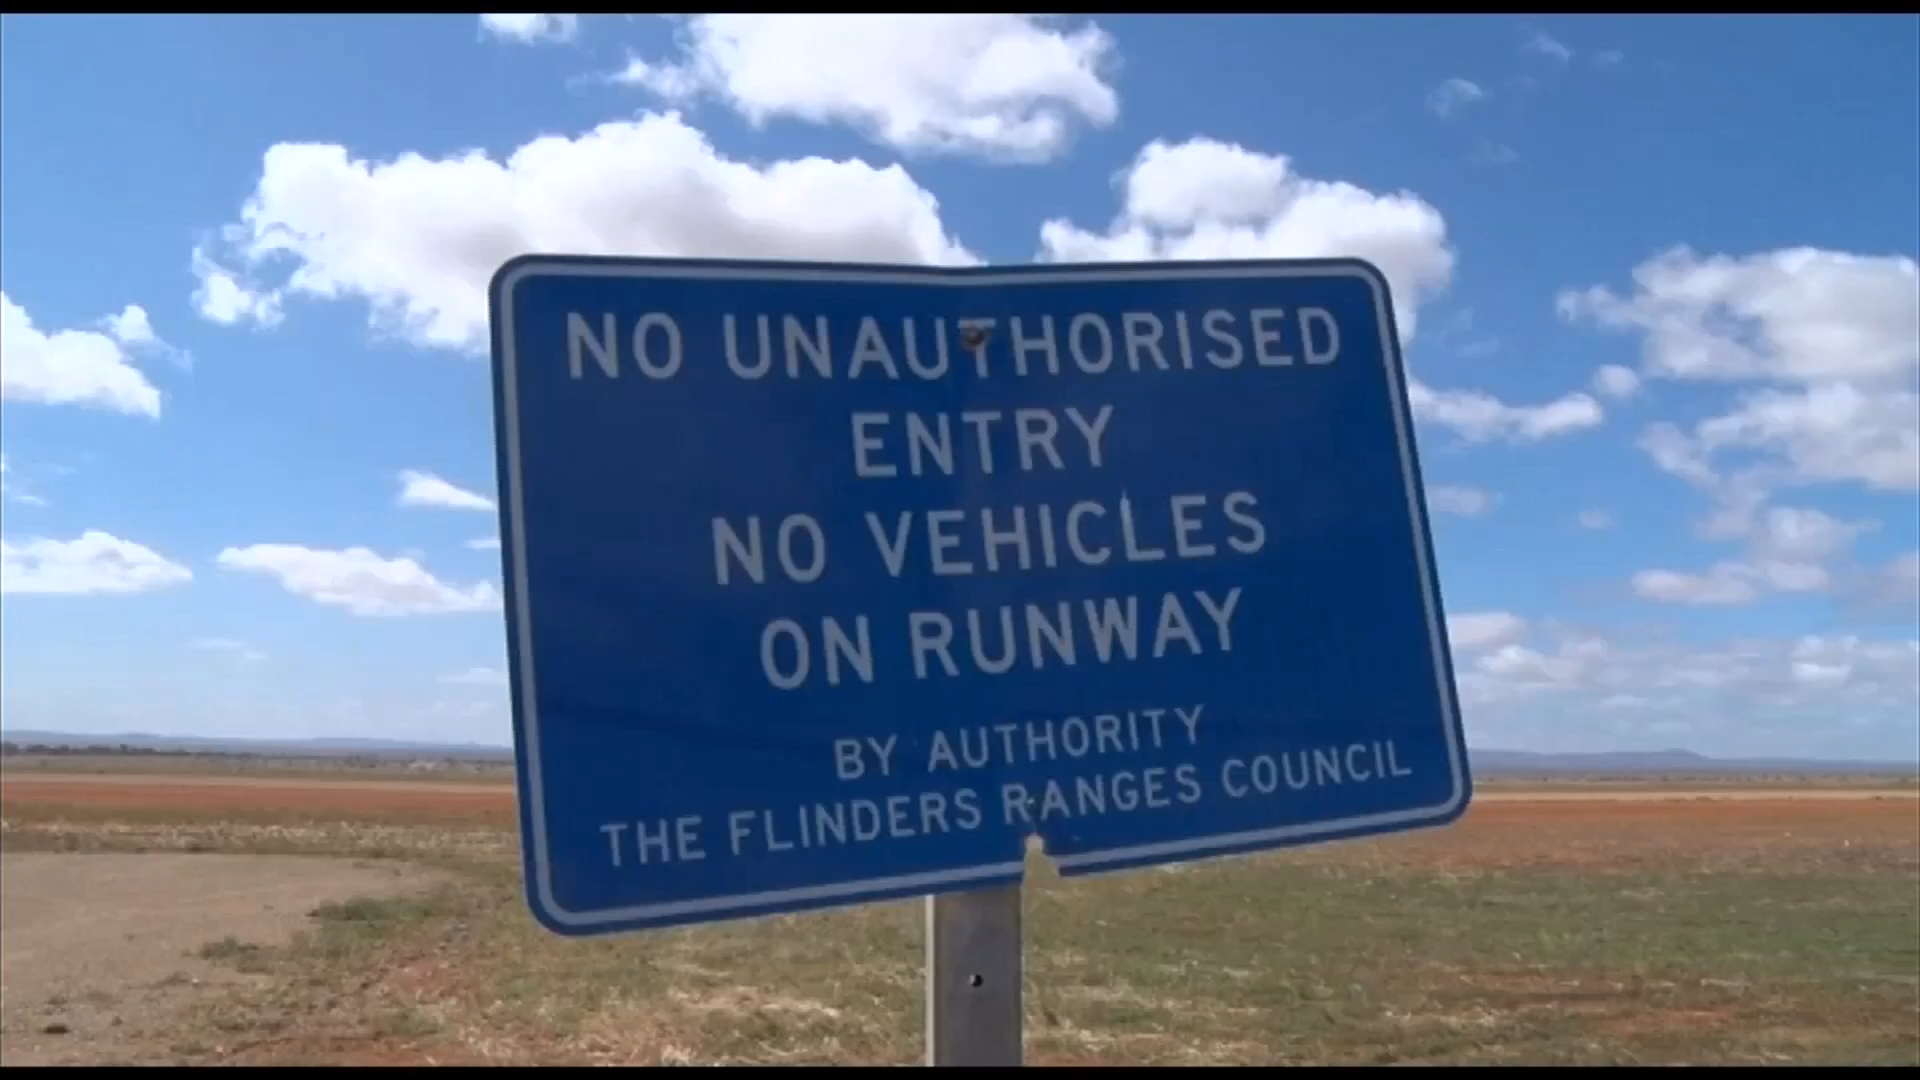 NO UNAUTHORISED
ENTRY
NO VEHICLES
ON RUNWAY
BY AUTHORITY
THE FLINDERS RANGES COUNCIL